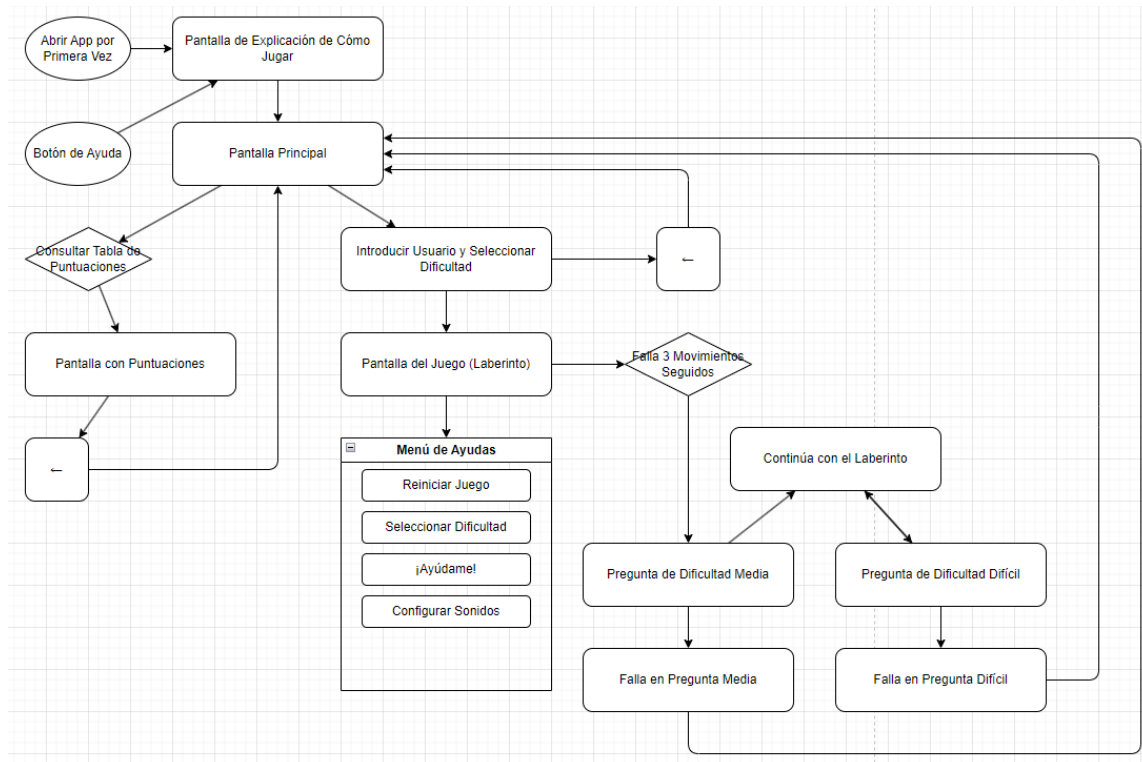 Abrir App por
Primera Vez
Pantalla de Explicación de Cómo
Jugar
Botón de Ayuda
Pantalla Principal
Consultar Tabla de
Puntuaciones
Introducir Usuario y Seleccionar
Dificultad
←
Pantalla con Puntuaciones
Pantalla del Juego (Laberinto)
Falla 3 Movimientos
Seguidos
←
Menú de Ayudas
Reiniciar Juego
Seleccionar Dificultad
¡Ayúdame!
Configurar Sonidos
Continúa con el Laberinto
Pregunta de Dificultad Media
Pregunta de Dificultad Difícil
Falla en Pregunta Media
Falla en Pregunta Difícil